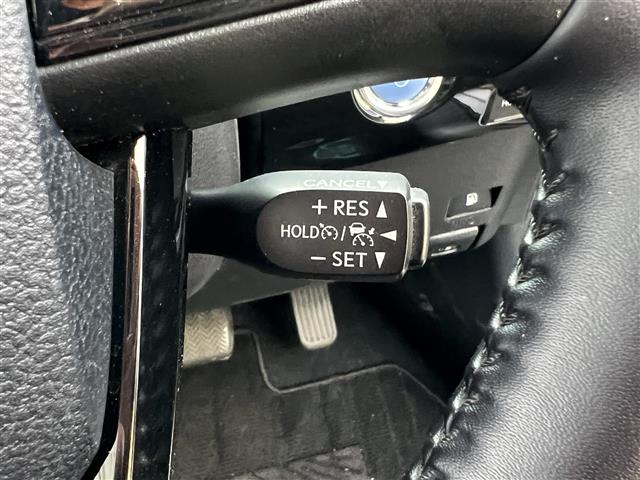 CANCEL▼
+ RES ▲
HOLD / ◀
− SET ▼